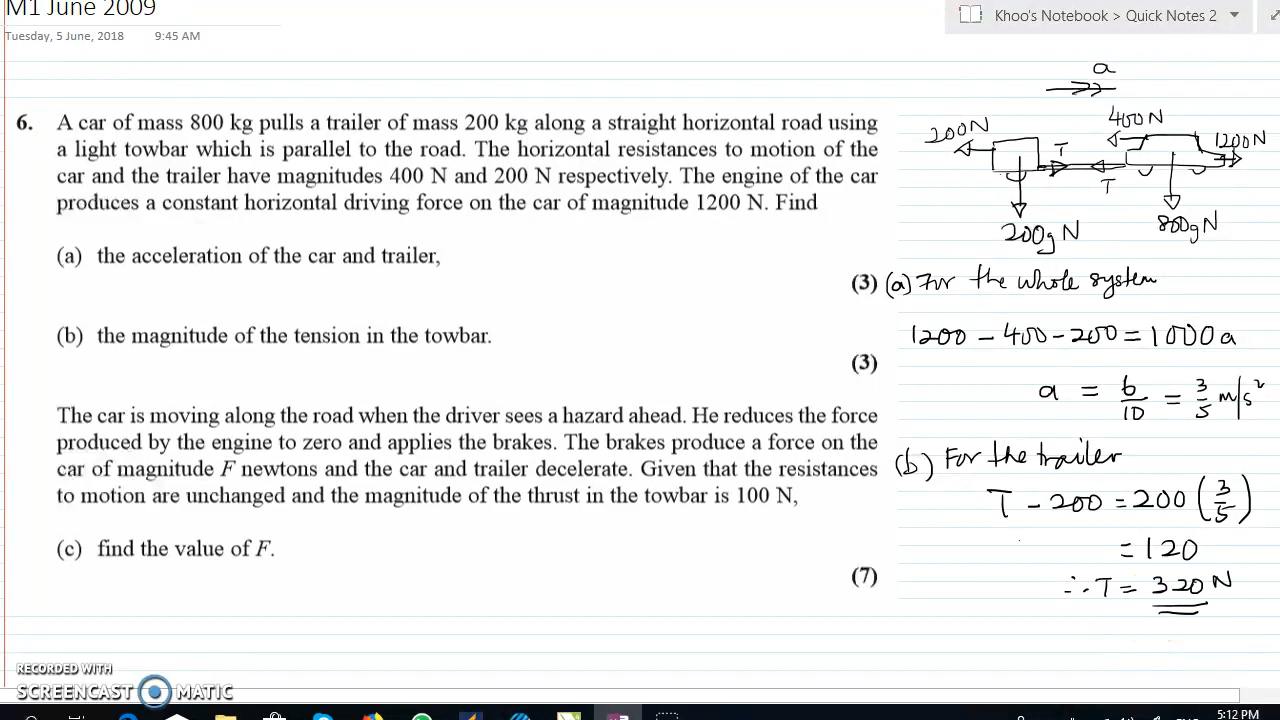 M1 June 2009
Tuesday, 5 June, 2018 9:45 AM
Khoo's Notebook > Quick Notes 2
6. A car of mass 800 kg pulls a trailer of mass 200 kg along a straight horizontal road using
a light towbar which is parallel to the road. The horizontal resistances to motion of the
car and the trailer have magnitudes 400 N and 200 N respectively. The engine of the car
produces a constant horizontal driving force on the car of magnitude 1200 N. Find
(a) the acceleration of the car and trailer,
(3)
(b) the magnitude of the tension in the towbar.
(3)
The car is moving along the road when the driver sees a hazard ahead. He reduces the force
produced by the engine to zero and applies the brakes. The brakes produce a force on the
car of magnitude F newtons and the car and trailer decelerate. Given that the resistances
to motion are unchanged and the magnitude of the thrust in the towbar is 100 N,
(c) find the value of F.
(7)
a
200N
T
400N
1200N
T
200gN
800gN
(a) For the whole system
1200 - 400 - 200 = 1000a
a = 6/10 = 3/5 m/s²
(b) For the trailer
T - 200 = 200 (3/5)
= 120
∴ T = 320 N
RECORDED WITH
SCREENCAST MATIC
5:12 PM